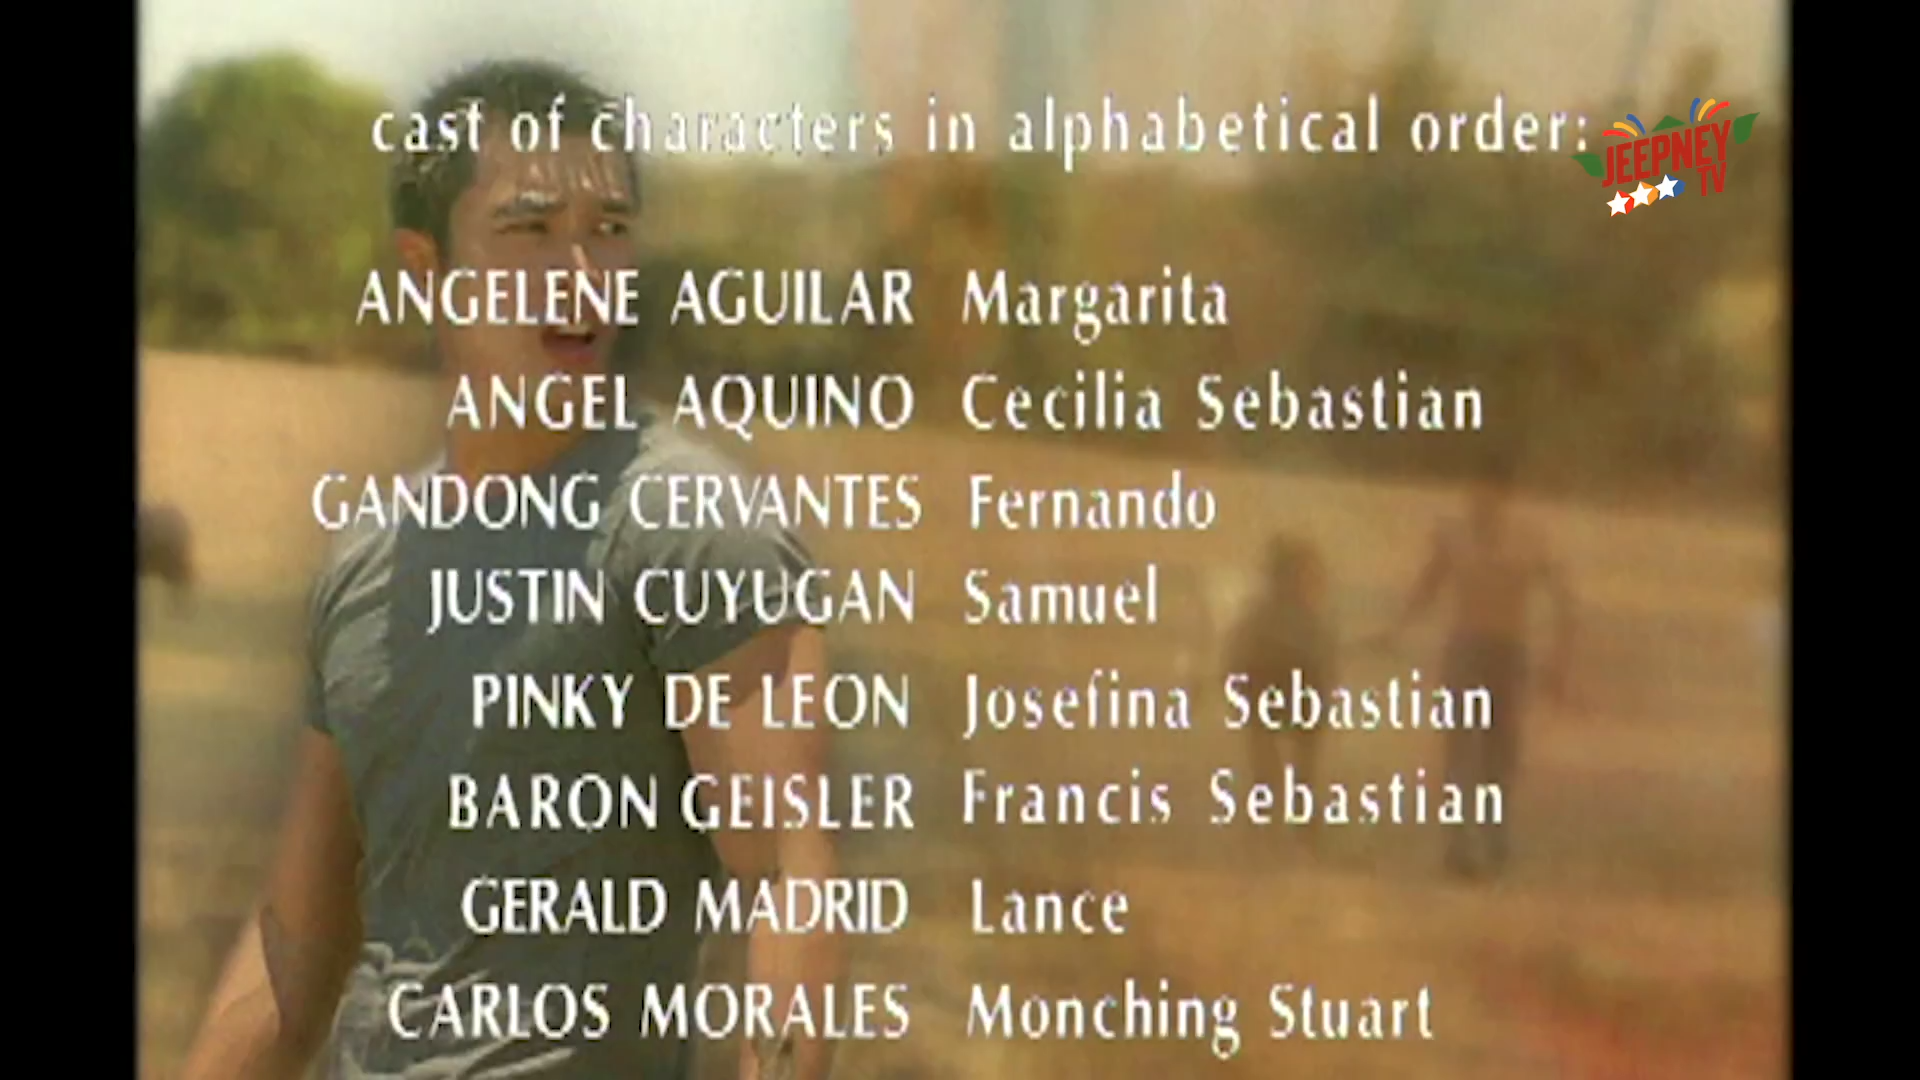 cast of characters in alphabetical order:
JEEPNEY
TV
ANGELENE AGUILAR Margarita
ANGEL AQUINO Cecilia Sebastian
GANDONG CERVANTES Fernando
JUSTIN CUYUGAN Samuel
PINKY DE LEON Josefina Sebastian
BARON GEISLER Francis Sebastian
GERALD MADRID Lance
CARLOS MORALES Monching Stuart